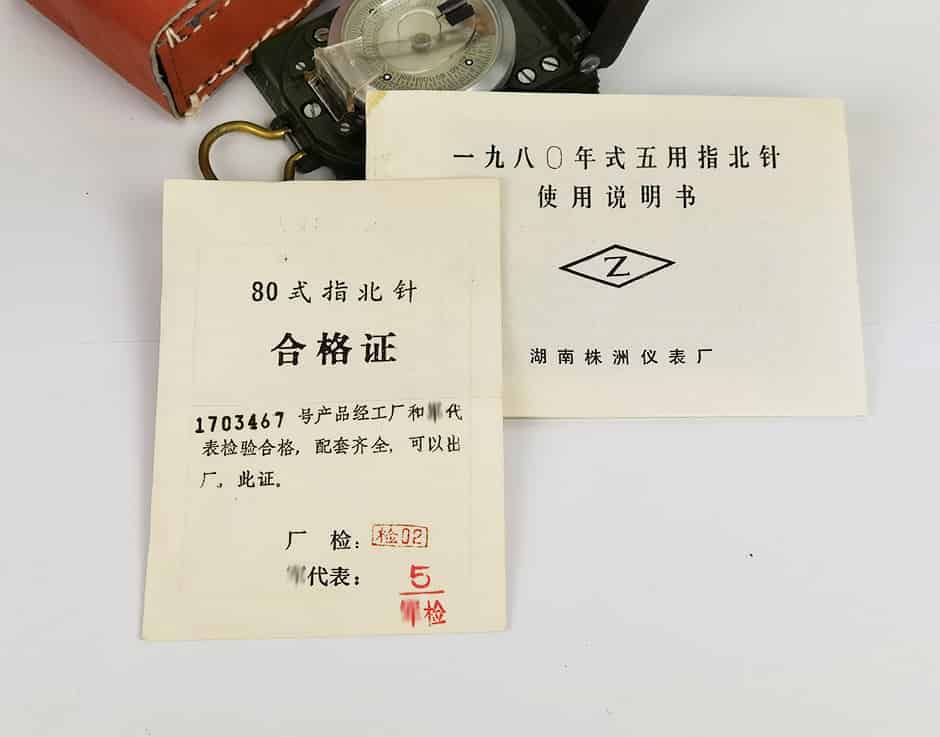 一九八〇年式五用指北针
使用说明书
Z
湖南株洲仪表厂
80式指北针
合格证
1703467 号产品经工厂和代
表检验合格，配套齐全，可以出
厂。此证。
厂 检：检02
代表：5
检